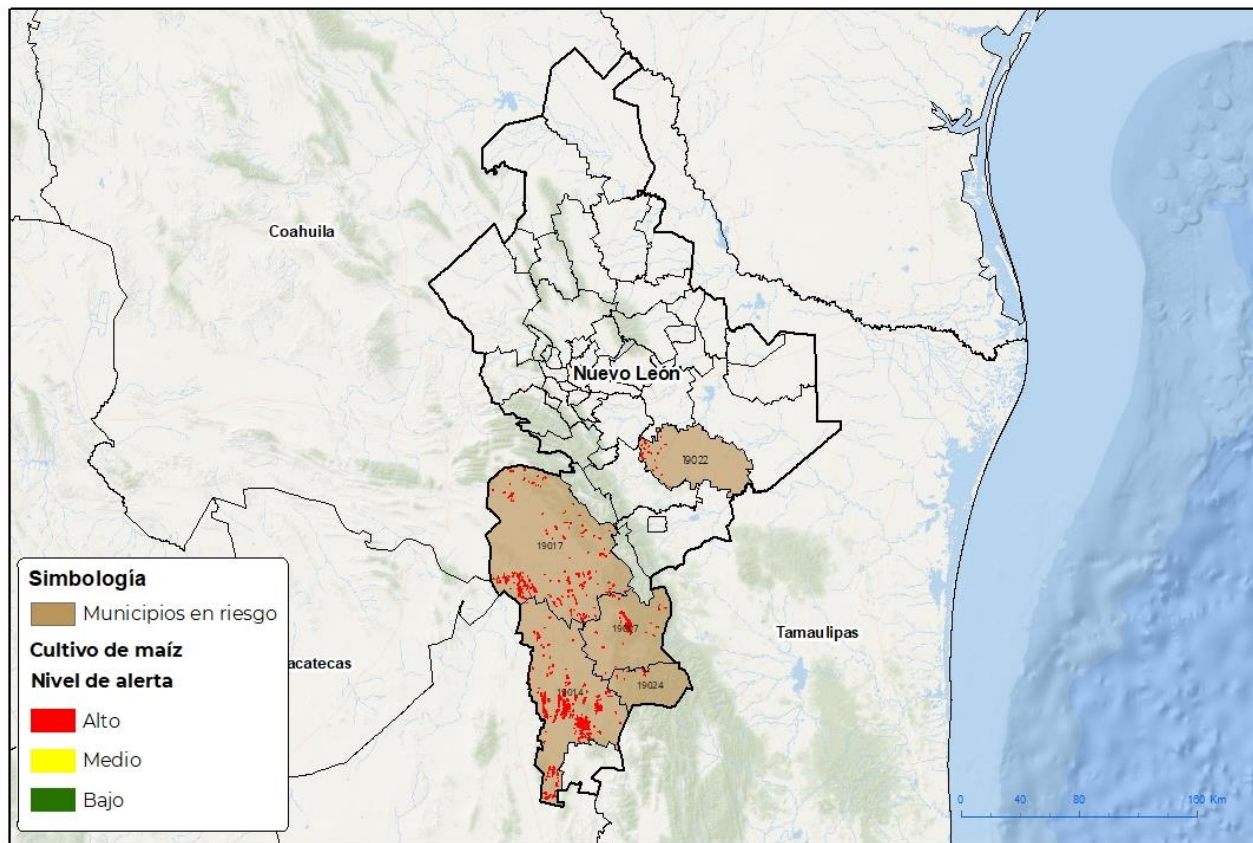 Coahuila
Nuevo León
19022
19017
Tamaulipas
acatecas
19024
19014
Simbología
Municipios en riesgo
Cultivo de maíz
Nivel de alerta
Alto
Medio
Bajo
0 40 80 160 Km